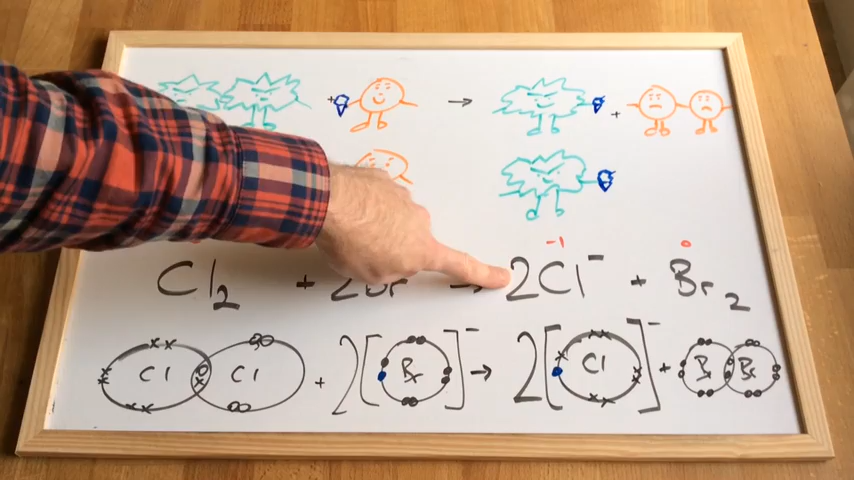 + → +
-1 0
Cl2 + 2Br → 2Cl⁻ + Br2
Cl Cl + 2[Br]⁻ → 2[Cl]⁻ + Br Br